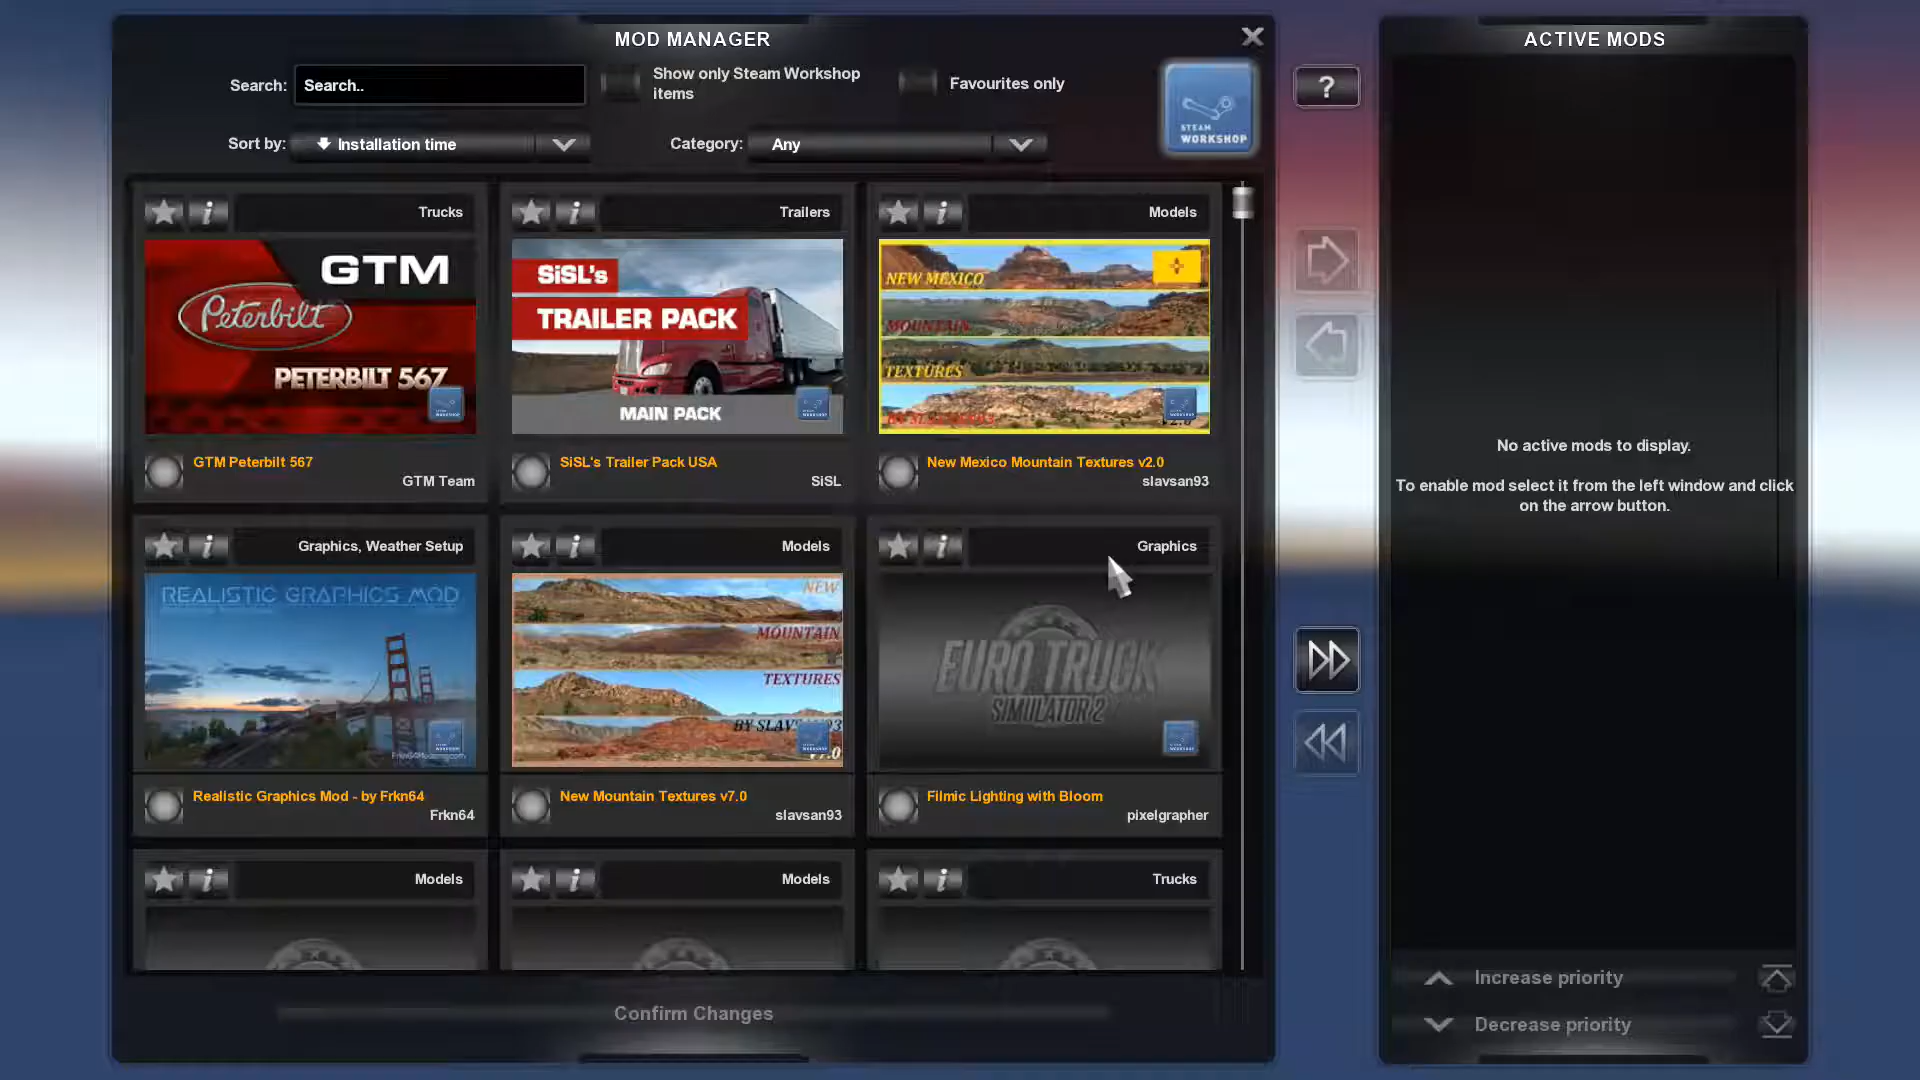 MOD MANAGER
ACTIVE MODS
Search:
Search..
Show only Steam Workshop
items
Favourites only
STEAM
WORKSHOP
?
Sort by:
Installation time
Category:
Any
Trucks
Trailers
Models
GTM
Peterbilt
PETERBILT 567
SiSL's
TRAILER PACK
MAIN PACK
NEW MEXICO
MOUNTAIN
TEXTURES
GTM Peterbilt 567
GTM Team
SiSL's Trailer Pack USA
SiSL
New Mexico Mountain Textures v2.0
slavsan93
No active mods to display.
To enable mod select it from the left window and click
on the arrow button.
Graphics, Weather Setup
Models
Graphics
REALISTIC GRAPHICS MOD
NEW
MOUNTAIN
TEXTURES
EURO TRUCK
SIMULATOR 2
Realistic Graphics Mod - by Frkn64
Frkn64
New Mountain Textures v7.0
slavsan93
Filmic Lighting with Bloom
pixelgrapher
Models
Models
Trucks
Confirm Changes
Increase priority
Decrease priority